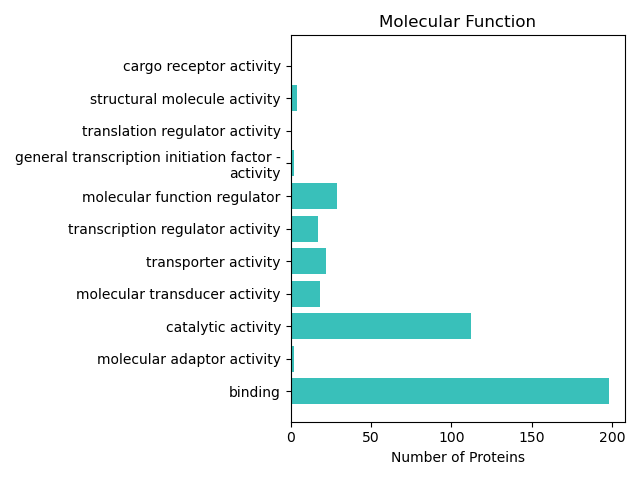 Molecular Function
cargo receptor activity
structural molecule activity
translation regulator activity
general transcription initiation factor -
activity
molecular function regulator
transcription regulator activity
transporter activity
molecular transducer activity
catalytic activity
molecular adaptor activity
binding
0 50 100 150 200
Number of Proteins